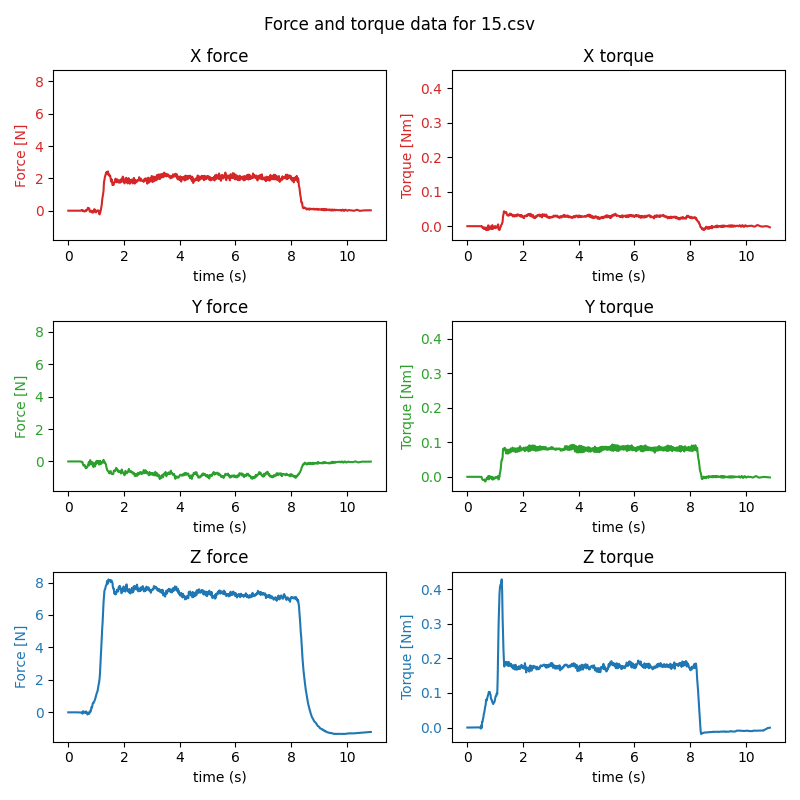 Force and torque data for 15.csv
X force
Force [N]
8
6
4
2
0
0 2 4 6 8 10
time (s)
X torque
Torque [Nm]
0.4
0.3
0.2
0.1
0.0
0 2 4 6 8 10
time (s)
Y force
Force [N]
8
6
4
2
0
0 2 4 6 8 10
time (s)
Y torque
Torque [Nm]
0.4
0.3
0.2
0.1
0.0
0 2 4 6 8 10
time (s)
Z force
Force [N]
8
6
4
2
0
0 2 4 6 8 10
time (s)
Z torque
Torque [Nm]
0.4
0.3
0.2
0.1
0.0
0 2 4 6 8 10
time (s)